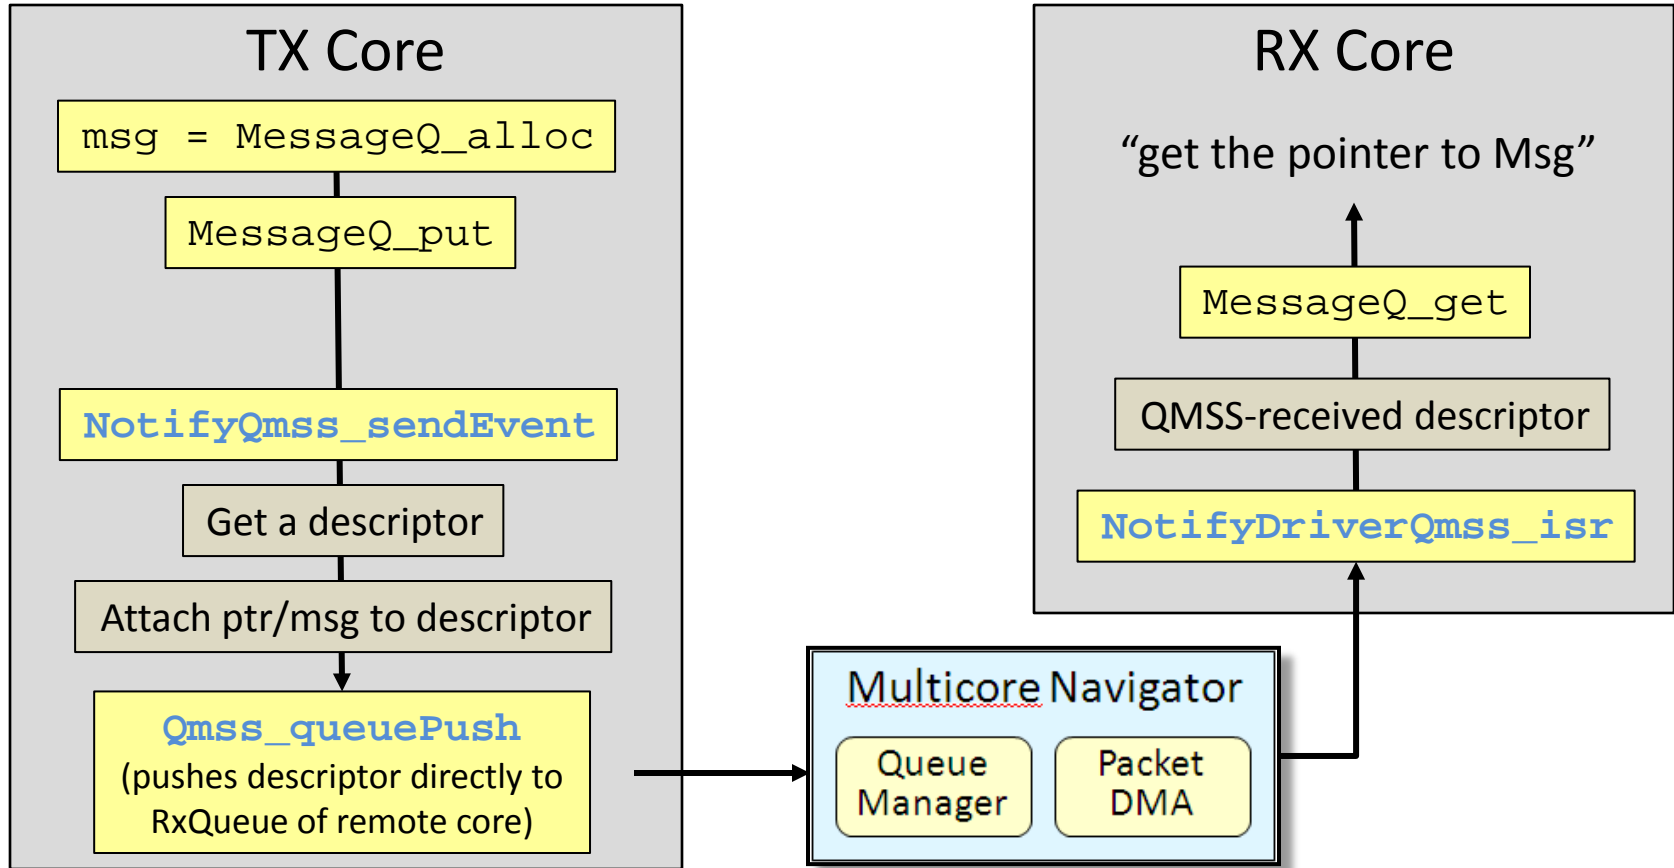 TX Core
msg = MessageQ_alloc
MessageQ_put
NotifyQmss_sendEvent
Get a descriptor
Attach ptr/msg to descriptor
Qmss_queuePush
(pushes descriptor directly to
RxQueue of remote core)
Multicore Navigator
Queue
Manager
Packet
DMA
RX Core
“get the pointer to Msg”
MessageQ_get
QMSS-received descriptor
NotifyDriverQmss_isr